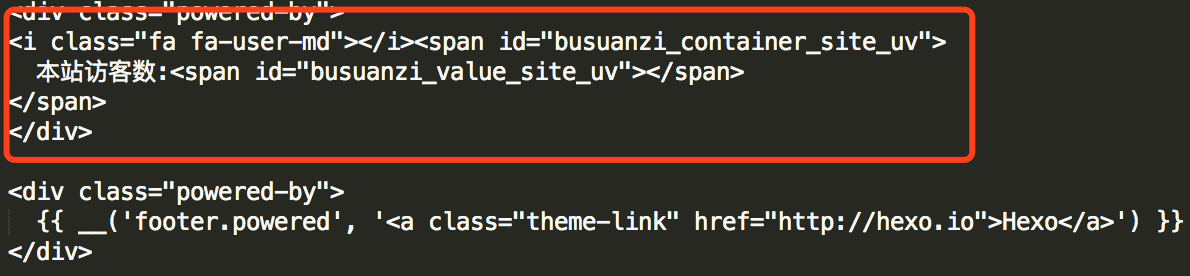 <div class="powered-by">
<i class="fa fa-user-md"></i><span id="busuanzi_container_site_uv">
本站访客数:<span id="busuanzi_value_site_uv"></span>
</span>
</div>
<div class="powered-by">
{{ __('footer.powered', '<a class="theme-link" href="http://hexo.io">Hexo</a>') }}
</div>